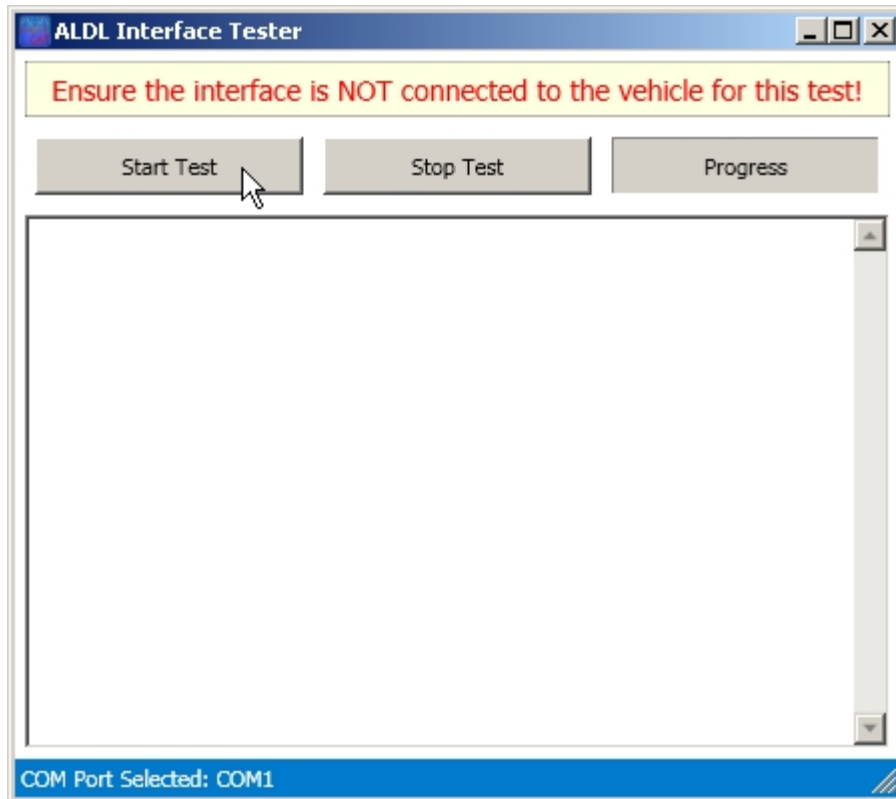 ALDL Interface Tester
Ensure the interface is NOT connected to the vehicle for this test!
Start Test
Stop Test
Progress
COM Port Selected: COM1